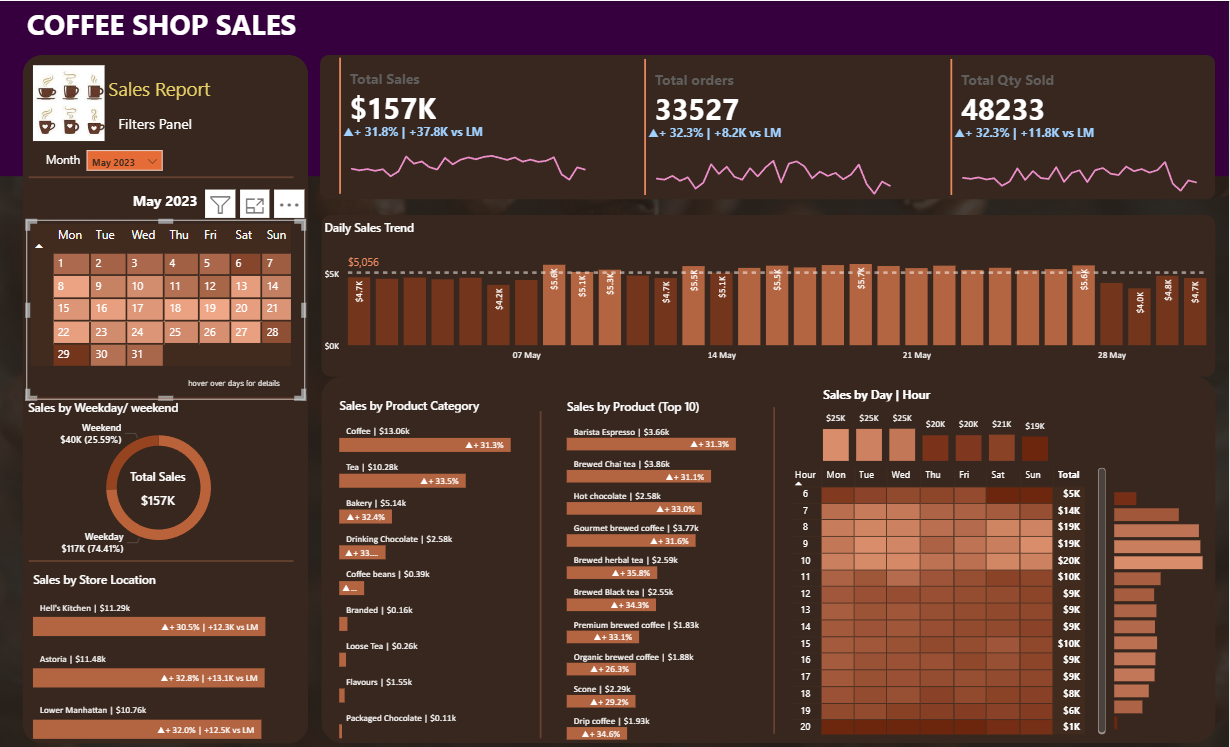 COFFEE SHOP SALES
Sales Report
Filters Panel
Month
May 2023
May 2023
Mon Tue Wed Thu Fri Sat Sun
1 2 3 4 5 6 7
8 9 10 11 12 13 14
15 16 17 18 19 20 21
22 23 24 25 26 27 28
29 30 31
hover over days for details
Sales by Weekday/ weekend
Weekend
$40K (25.59%)
Total Sales
$157K
Weekday
$117K (74.41%)
Sales by Store Location
Hell's Kitchen | $11.29k
▲+ 30.5% | +12.3K vs LM
Astoria | $11.48k
▲+ 32.8% | +13.1K vs LM
Lower Manhattan | $10.76k
▲+ 32.0% | +12.5K vs LM
Total Sales
$157K
▲+ 31.8% | +37.8K vs LM
Total orders
33527
▲+ 32.3% | +8.2K vs LM
Total Qty Sold
48233
▲+ 32.3% | +11.8K vs LM
Daily Sales Trend
$5,056
$5K
$0K
$4.7K
$4.2K
$5.6K
$5.1K
$5.3K
$4.7K
$5.5K
$5.1K
$5.5K
$5.7K
$5.6K
$4.0K
$4.8K
$4.7K
07 May
14 May
21 May
28 May
Sales by Product Category
Coffee | $13.06k
▲+ 31.3%
Tea | $10.28k
▲+ 33.5%
Bakery | $5.14k
▲+ 32.4%
Drinking Chocolate | $2.58k
▲+ 33....
Coffee beans | $0.39k
▲...
Branded | $0.16k
Loose Tea | $0.26k
Flavours | $1.55k
Packaged Chocolate | $0.11k
Sales by Product (Top 10)
Barista Espresso | $3.66k
▲+ 31.3%
Brewed Chai tea | $3.86k
▲+ 31.1%
Hot chocolate | $2.58k
▲+ 33.0%
Gourmet brewed coffee | $3.77k
▲+ 31.6%
Brewed herbal tea | $2.59k
▲+ 35.8%
Brewed Black tea | $2.55k
▲+ 34.3%
Premium brewed coffee | $1.83k
▲+ 33.1%
Organic brewed coffee | $1.88k
▲+ 26.3%
Scone | $2.29k
▲+ 29.2%
Drip coffee | $1.93k
▲+ 34.6%
Sales by Day | Hour
$25K $25K $25K $20K $20K $21K $19K
Hour Mon Tue Wed Thu Fri Sat Sun Total
6 $5K
7 $14K
8 $19K
9 $19K
10 $20K
11 $10K
12 $9K
13 $9K
14 $9K
15 $10K
16 $9K
17 $9K
18 $8K
19 $6K
20 $1K